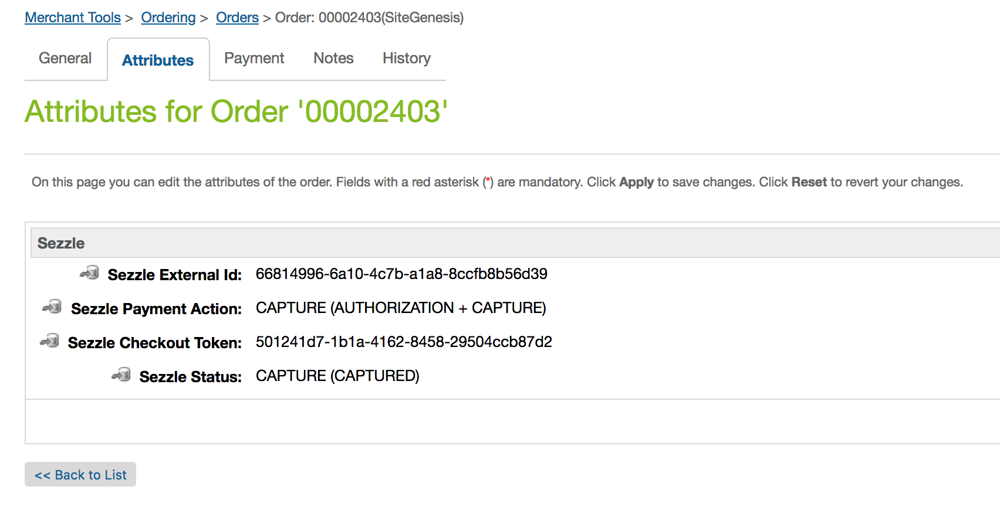 Merchant Tools > Ordering > Orders > Order: 00002403(SiteGenesis)
General Attributes Payment Notes History
Attributes for Order '00002403'
On this page you can edit the attributes of the order. Fields with a red asterisk (*) are mandatory. Click Apply to save changes. Click Reset to revert your changes.
Sezzle
Sezzle External Id: 66814996-6a10-4c7b-a1a8-8ccfb8b56d39
Sezzle Payment Action: CAPTURE (AUTHORIZATION + CAPTURE)
Sezzle Checkout Token: 501241d7-1b1a-4162-8458-29504ccb87d2
Sezzle Status: CAPTURE (CAPTURED)
<< Back to List